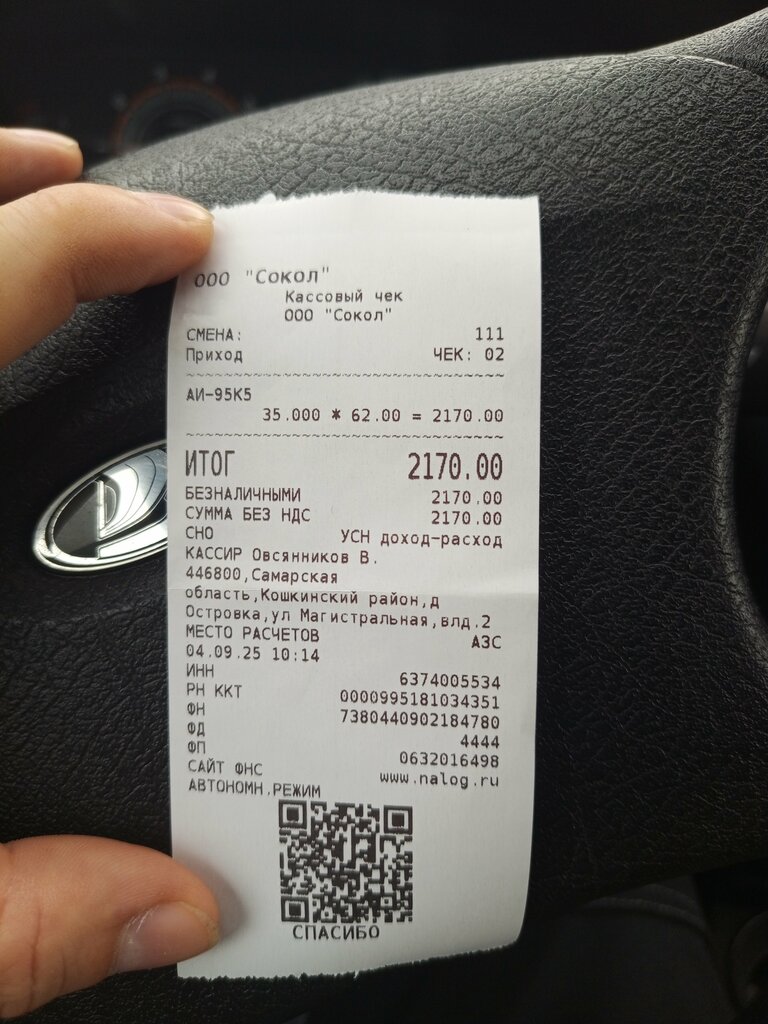 ООО "Сокол"
Кассовый чек
ООО "Сокол"
СМЕНА: 111
Приход ЧЕК: 02
АИ-95К5
35.000 * 62.00 = 2170.00
ИТОГ 2170.00
БЕЗНАЛИЧНЫМИ 2170.00
СУММА БЕЗ НДС 2170.00
СНО УСН доход-расход
КАССИР Овсянников В.
446800,Самарская
область,Кошкинский район,д
Островка,ул Магистральная,влд.2
МЕСТО РАСЧЕТОВ АЗС
04.09.25 10:14
ИНН 6374005534
РН ККТ 0000995181034351
ФН 7380440902184780
ФД 4444
ФП 0632016498
САЙТ ФНС www.nalog.ru
АВТОНОМН.РЕЖИМ
СПАСИБО